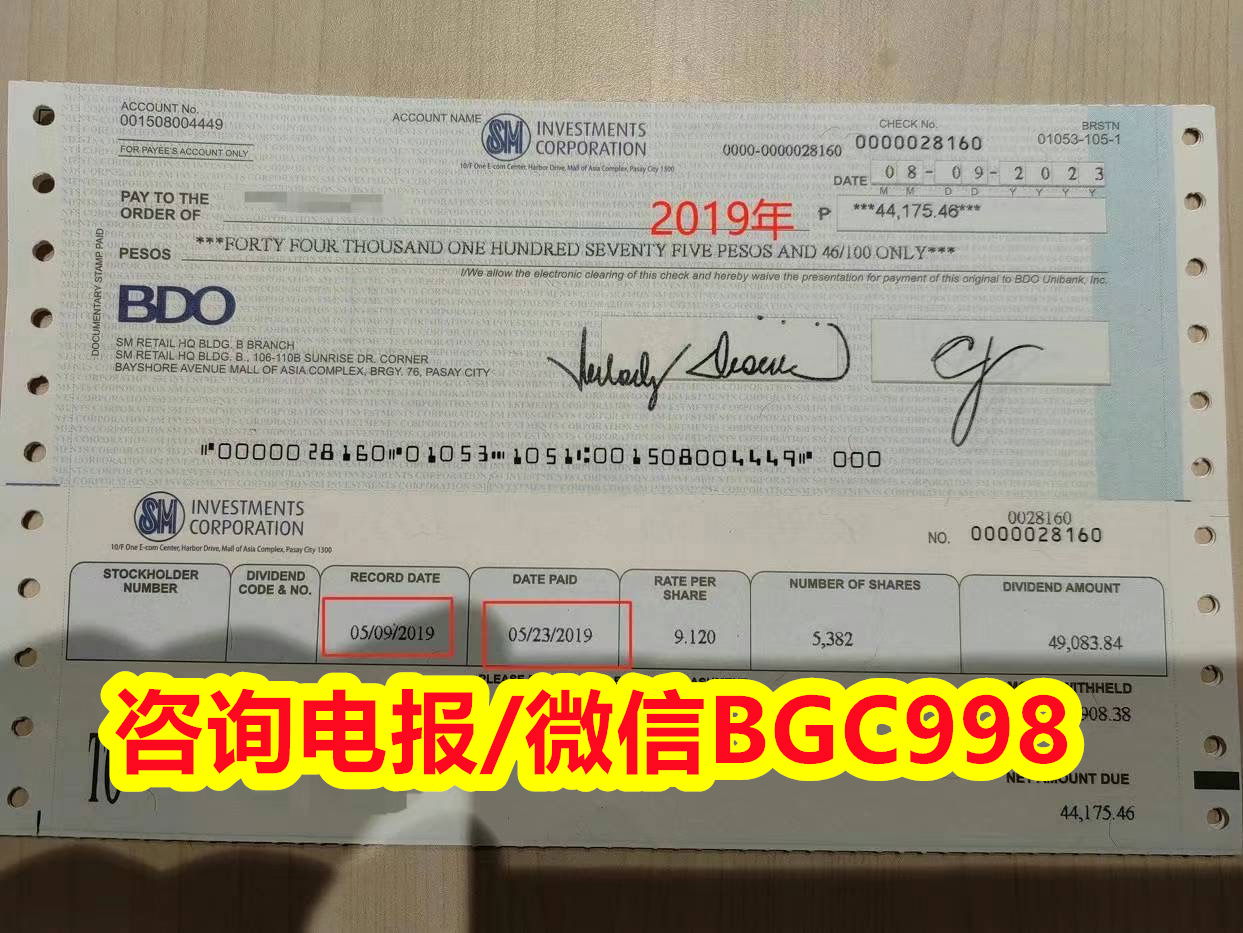 ACCOUNT No.
001508004449
FOR PAYEE'S ACCOUNT ONLY
ACCOUNT NAME
SM INVESTMENTS
CORPORATION
10/F One E-com Center, Harbor Drive, Mall of Asia Complex, Pasay City 1300
0000-0000028160
CHECK No.
0000028160
BRSTN
01053-105-1
DATE 08-09-2023
M M D D Y Y Y Y
PAY TO THE
ORDER OF
2019年
₱ ***44,175.46***
PESOS ***FORTY FOUR THOUSAND ONE HUNDRED SEVENTY FIVE PESOS AND 46/100 ONLY***
I/We allow the electronic clearing of this check and hereby waive the presentation for payment of this original to BDO Unibank, Inc.
DOCUMENTARY STAMP PAID
BDO
SM RETAIL HQ BLDG. B BRANCH
SM RETAIL HQ BLDG. B., 106-110B SUNRISE DR. CORNER
BAYSHORE AVENUE MALL OF ASIA COMPLEX, BRGY. 76, PASAY CITY
⑈0000028160⑈01053⑉1051⑆001508004449⑈ 000
SM INVESTMENTS
CORPORATION
10/F One E-com Center, Harbor Drive, Mall of Asia Complex, Pasay City 1300
0028160
NO. 0000028160
STOCKHOLDER NUMBER
DIVIDEND CODE & NO.
RECORD DATE
DATE PAID
RATE PER SHARE
NUMBER OF SHARES
DIVIDEND AMOUNT
05/09/2019 05/23/2019 9.120 5,382 49,083.84
WITHHELD
908.38
咨询电报/微信BGC998
NET AMOUNT DUE
44,175.46